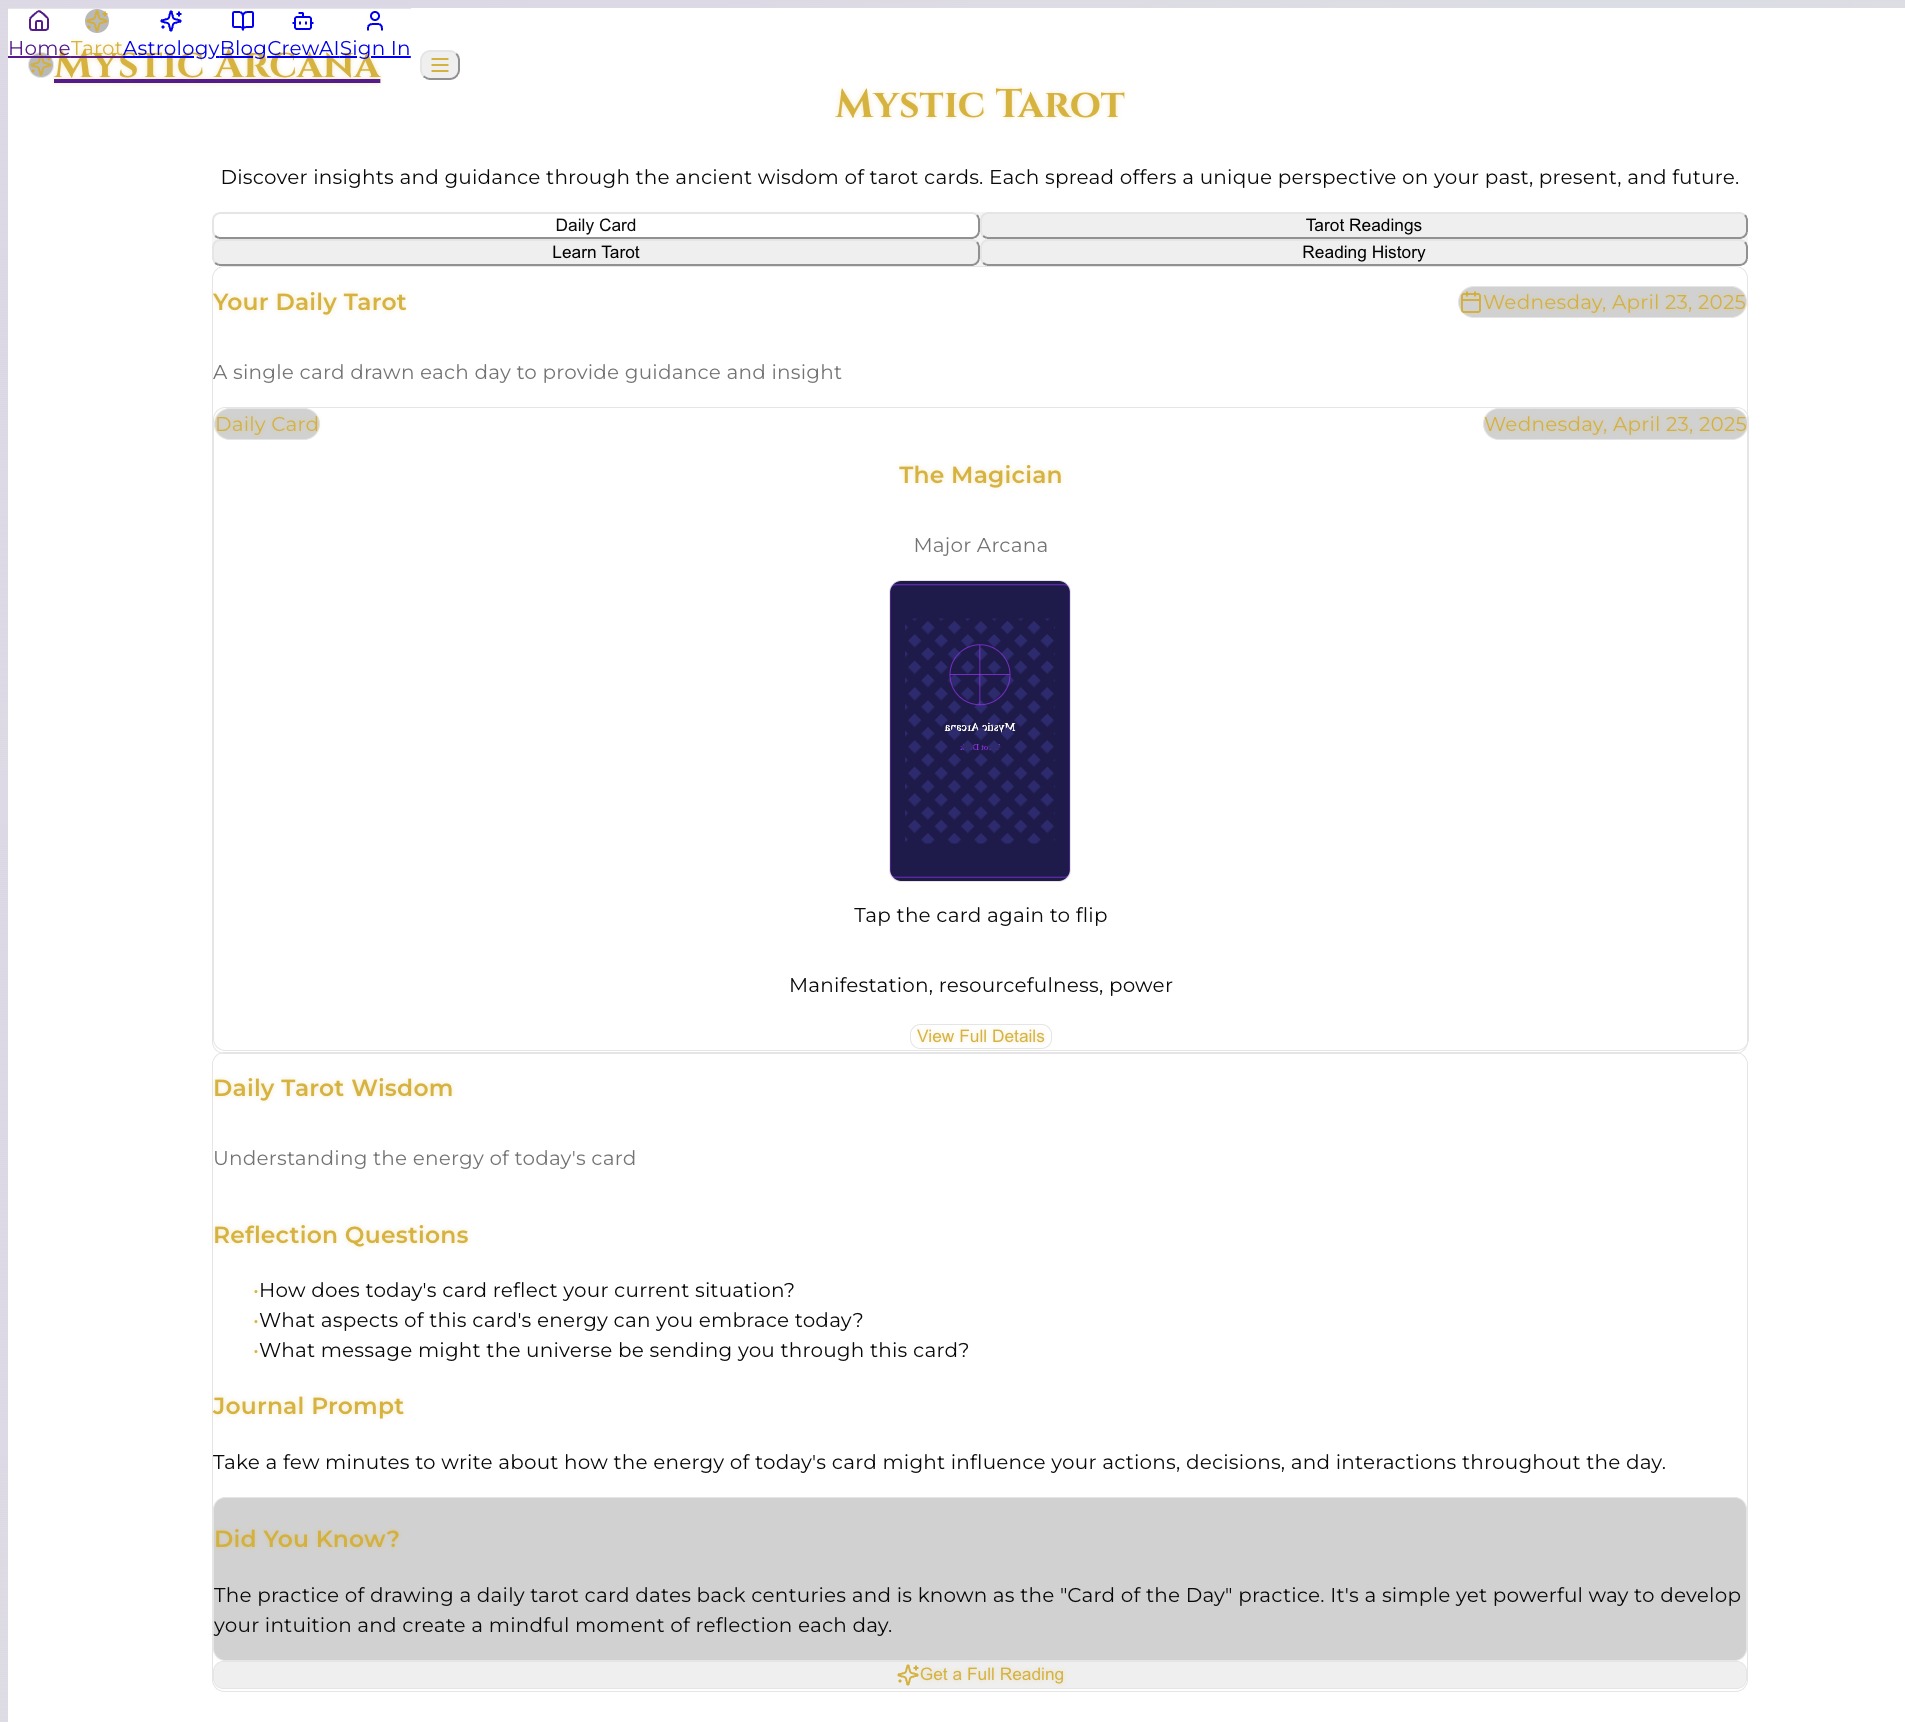 Home Tarot Astrology Blog CrewAI Sign In
Mystic Arcana
Mystic Tarot
Discover insights and guidance through the ancient wisdom of tarot cards. Each spread offers a unique perspective on your past, present, and future.
Daily Card Tarot Readings
Learn Tarot Reading History
Your Daily Tarot Wednesday, April 23, 2025
A single card drawn each day to provide guidance and insight
Daily Card Wednesday, April 23, 2025
The Magician
Major Arcana
Mystic Arcana
Tap the card again to flip
Manifestation, resourcefulness, power
View Full Details
Daily Tarot Wisdom
Understanding the energy of today's card
Reflection Questions
·How does today's card reflect your current situation?
·What aspects of this card's energy can you embrace today?
·What message might the universe be sending you through this card?
Journal Prompt
Take a few minutes to write about how the energy of today's card might influence your actions, decisions, and interactions throughout the day.
Did You Know?
The practice of drawing a daily tarot card dates back centuries and is known as the "Card of the Day" practice. It's a simple yet powerful way to develop
your intuition and create a mindful moment of reflection each day.
Get a Full Reading